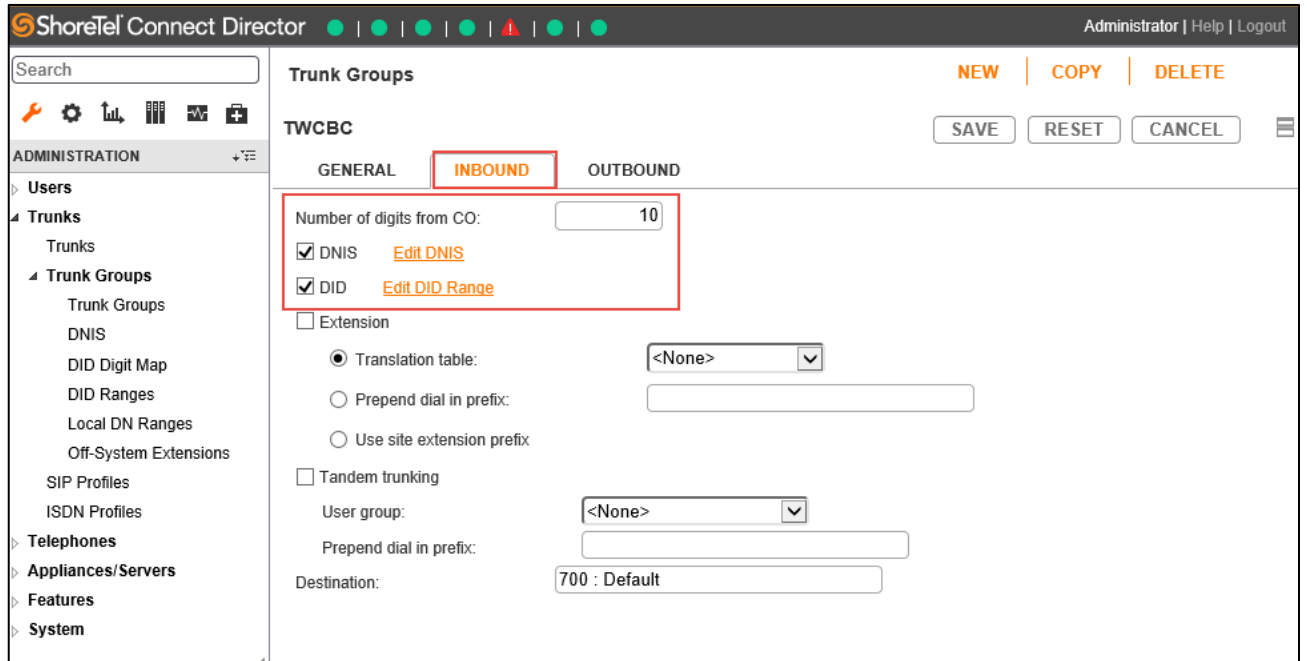 ShoreTel Connect Director | | | | | |
Administrator | Help | Logout
Search
Trunk Groups
NEW | COPY | DELETE
TWCBC
SAVE RESET CANCEL
ADMINISTRATION
GENERAL INBOUND OUTBOUND
Users
Trunks
Trunks
Trunk Groups
Trunk Groups
DNIS
DID Digit Map
DID Ranges
Local DN Ranges
Off-System Extensions
SIP Profiles
ISDN Profiles
Telephones
Appliances/Servers
Features
System
Number of digits from CO: 10
DNIS Edit DNIS
DID Edit DID Range
Extension
Translation table: <None>
Prepend dial in prefix:
Use site extension prefix
Tandem trunking
User group: <None>
Prepend dial in prefix:
Destination: 700 : Default